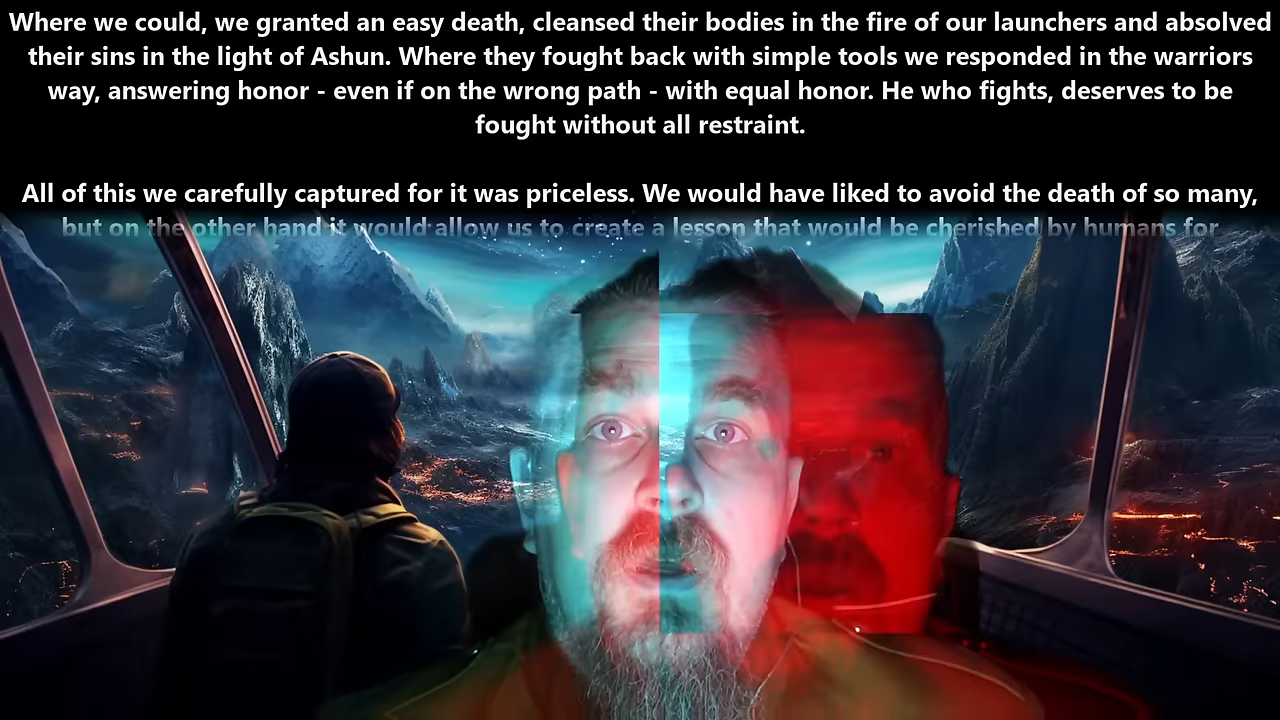 Where we could, we granted an easy death, cleansed their bodies in the fire of our launchers and absolved
their sins in the light of Ashun. Where they fought back with simple tools we responded in the warriors
way, answering honor - even if on the wrong path - with equal honor. He who fights, deserves to be
fought without all restraint.
All of this we carefully captured for it was priceless. We would have liked to avoid the death of so many,
but on the other hand it would allow us to create a lesson that would be cherished by humans for